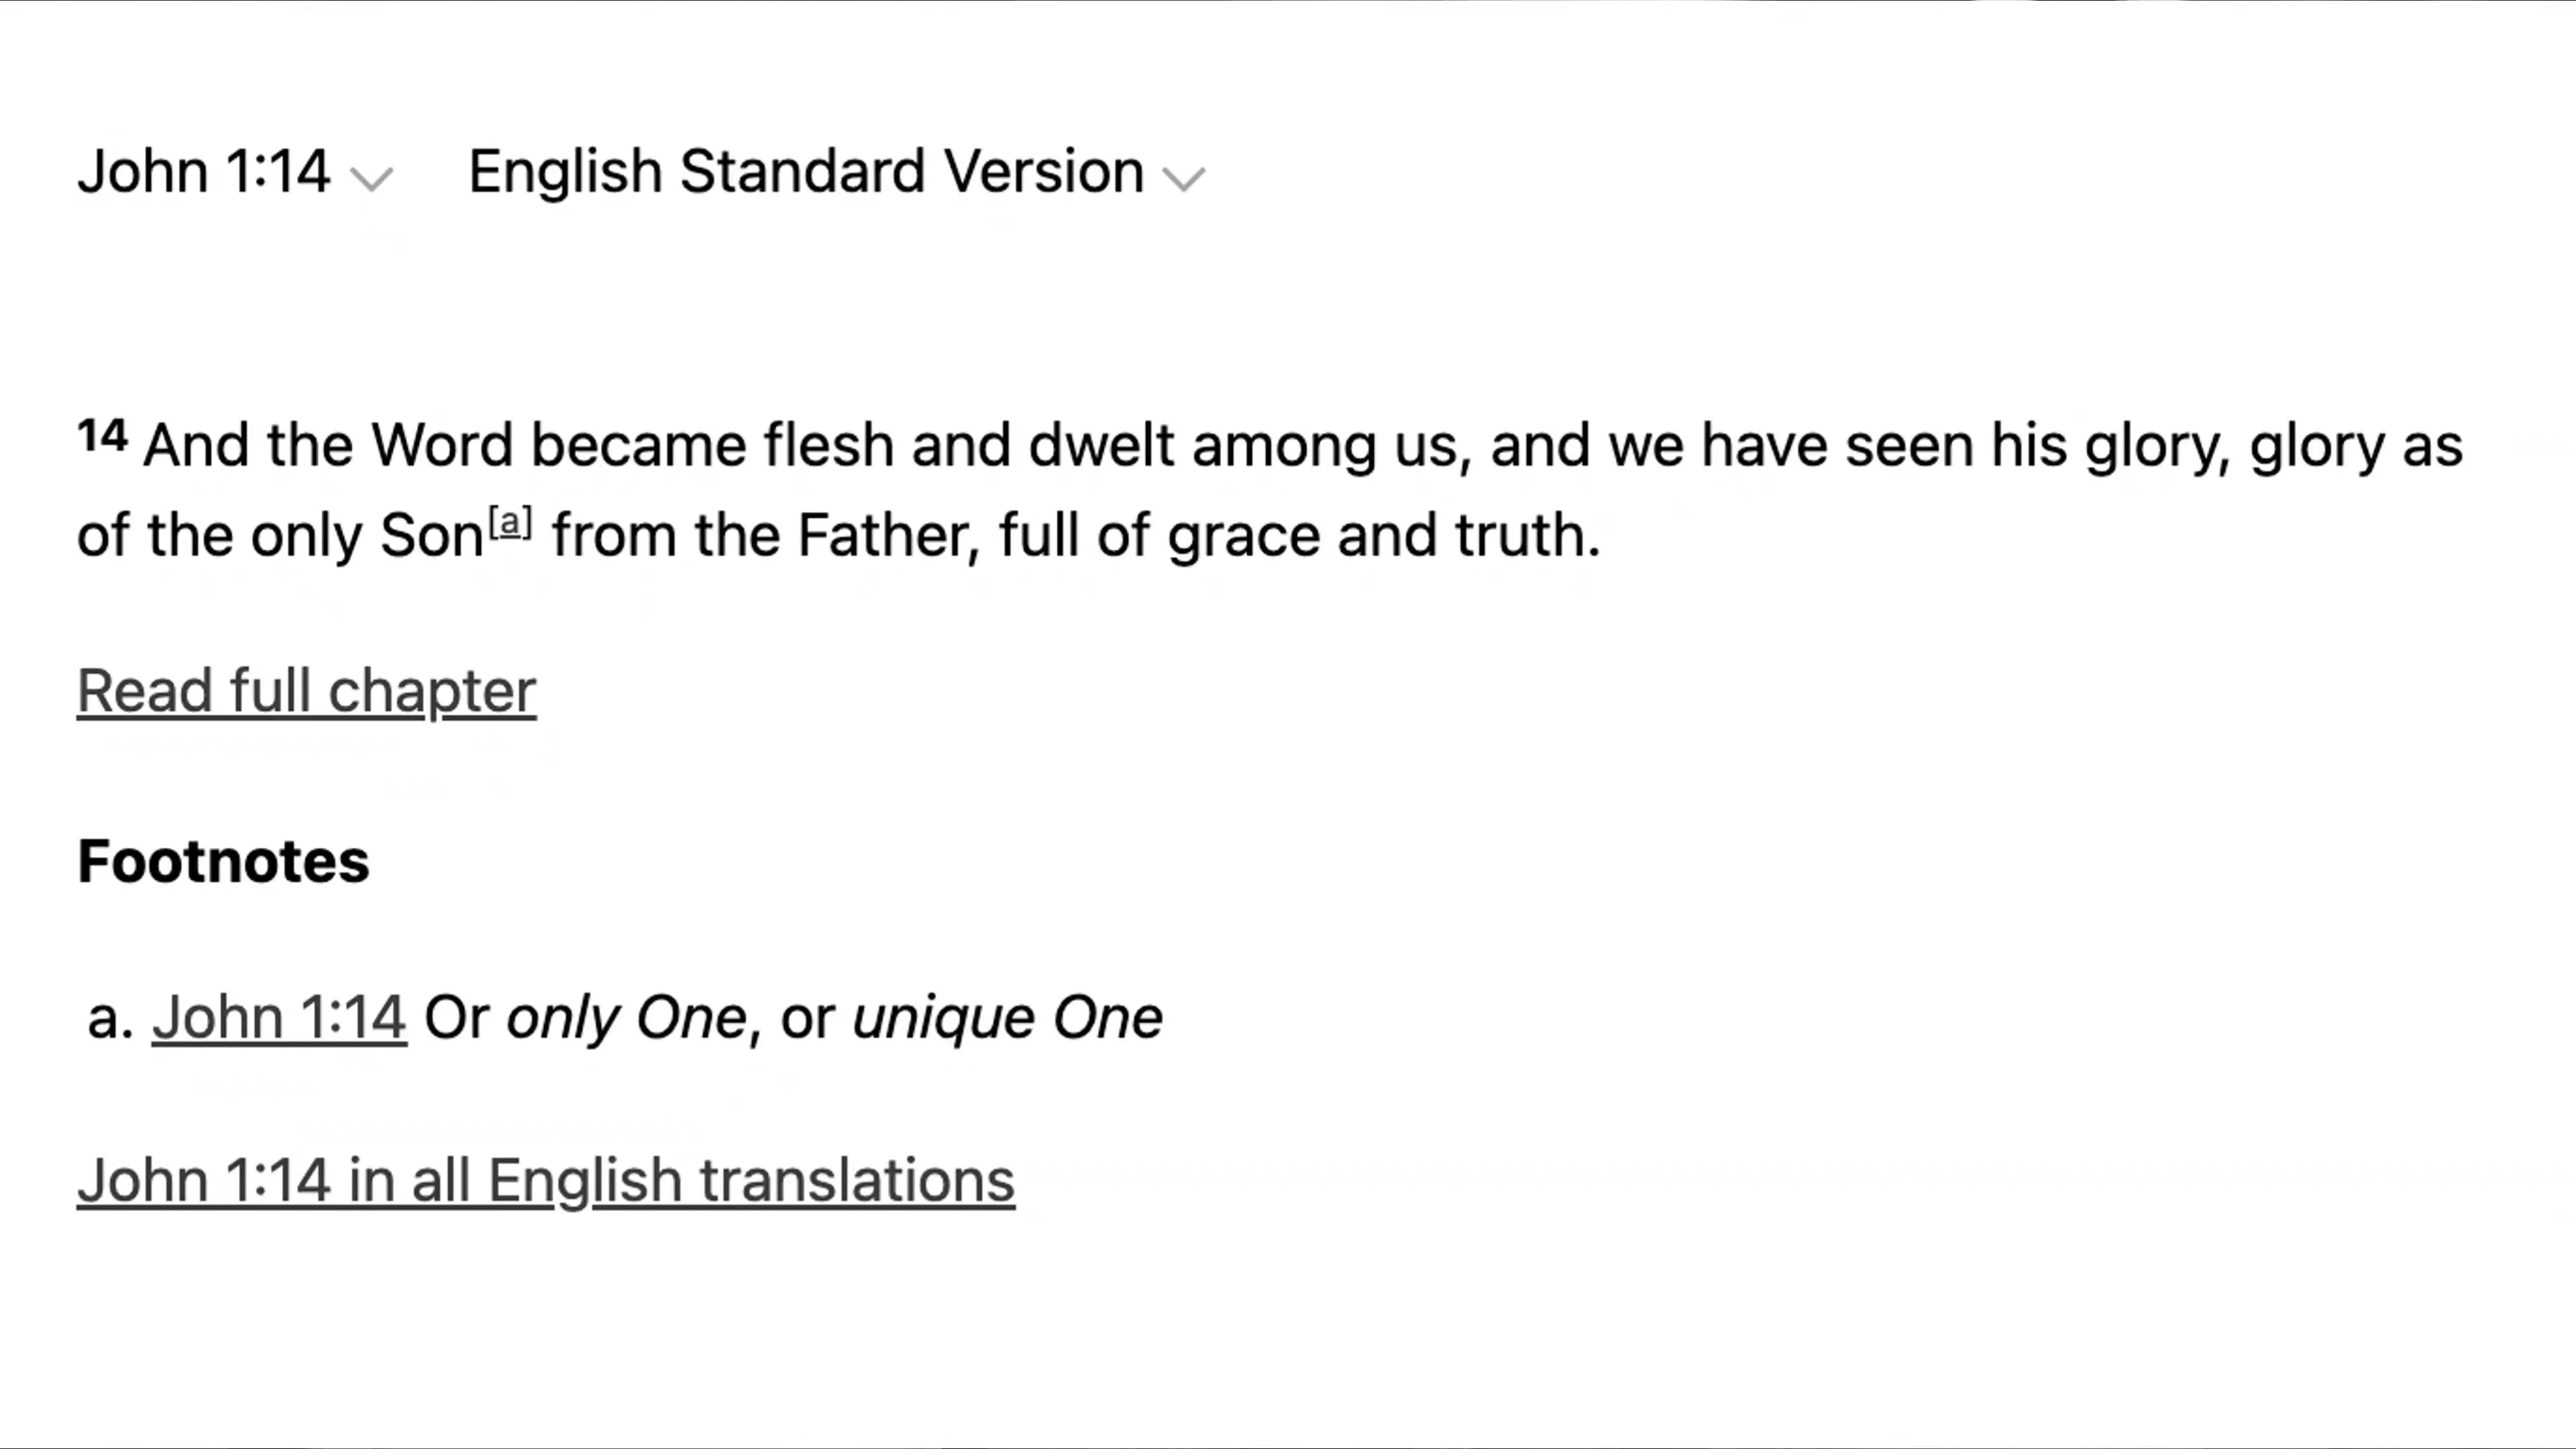 John 1:14 English Standard Version
14 And the Word became flesh and dwelt among us, and we have seen his glory, glory as
of the only Son[a] from the Father, full of grace and truth.
Read full chapter
Footnotes
a. John 1:14 Or only One, or unique One
John 1:14 in all English translations